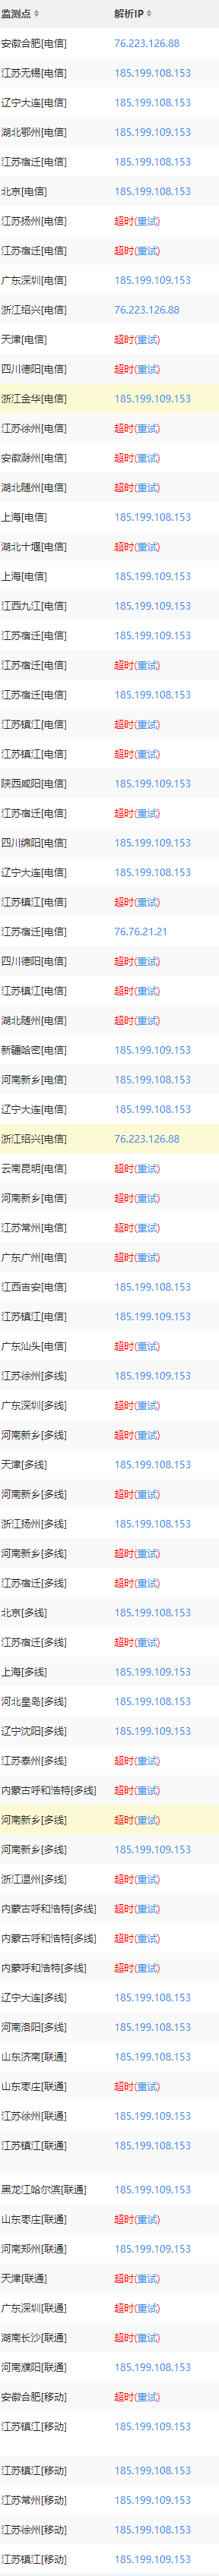 监测点 解析IP
安徽合肥[电信] 76.223.126.88
江苏无锡[电信] 185.199.108.153
辽宁大连[电信] 185.199.108.153
湖北鄂州[电信] 185.199.109.153
江苏宿迁[电信] 185.199.108.153
北京[电信] 185.199.108.153
江苏扬州[电信] 超时(重试)
江苏宿迁[电信] 超时(重试)
广东深圳[电信] 185.199.109.153
浙江绍兴[电信] 76.223.126.88
天津[电信] 超时(重试)
四川德阳[电信] 超时(重试)
浙江金华[电信] 185.199.109.153
江苏徐州[电信] 超时(重试)
安徽滁州[电信] 超时(重试)
湖北随州[电信] 超时(重试)
上海[电信] 185.199.108.153
湖北十堰[电信] 超时(重试)
上海[电信] 185.199.109.153
江西九江[电信] 185.199.109.153
江苏宿迁[电信] 185.199.109.153
江苏宿迁[电信] 超时(重试)
江苏宿迁[电信] 185.199.108.153
江苏镇江[电信] 超时(重试)
江苏镇江[电信] 超时(重试)
陕西咸阳[电信] 185.199.109.153
江苏宿迁[电信] 超时(重试)
四川绵阳[电信] 185.199.109.153
辽宁大连[电信] 185.199.108.153
江苏镇江[电信] 超时(重试)
江苏宿迁[电信] 76.76.21.21
四川德阳[电信] 超时(重试)
江苏镇江[电信] 超时(重试)
湖北随州[电信] 超时(重试)
新疆哈密[电信] 185.199.109.153
河南新乡[电信] 185.199.108.153
辽宁大连[电信] 185.199.108.153
浙江绍兴[电信] 76.223.126.88
云南昆明[电信] 超时(重试)
河南新乡[电信] 超时(重试)
江苏常州[电信] 超时(重试)
广东广州[电信] 超时(重试)
江西吉安[电信] 185.199.108.153
江苏镇江[电信] 185.199.109.153
广东汕头[电信] 超时(重试)
江苏徐州[多线] 185.199.109.153
广东深圳[多线] 超时(重试)
河南新乡[多线] 超时(重试)
天津[多线] 185.199.108.153
河南新乡[多线] 超时(重试)
浙江扬州[多线] 185.199.109.153
河南新乡[多线] 超时(重试)
江苏宿迁[多线] 超时(重试)
北京[多线] 185.199.108.153
江苏宿迁[多线] 超时(重试)
上海[多线] 185.199.109.153
河北皇岛[多线] 185.199.108.153
辽宁沈阳[多线] 185.199.109.153
江苏泰州[多线] 超时(重试)
内蒙古呼和浩特[多线] 超时(重试)
河南新乡[多线] 超时(重试)
河南新乡[多线] 185.199.109.153
浙江温州[多线] 超时(重试)
内蒙古呼和浩特[多线] 超时(重试)
内蒙古呼和浩特[多线] 超时(重试)
内蒙呼和浩特[多线] 超时(重试)
辽宁大连[多线] 185.199.108.153
河南洛阳[多线] 185.199.108.153
山东济南[联通] 185.199.108.153
山东枣庄[联通] 超时(重试)
江苏徐州[联通] 185.199.109.153
江苏镇江[联通] 185.199.108.153
黑龙江哈尔滨[联通] 185.199.109.153
山东枣庄[联通] 超时(重试)
河南郑州[联通] 185.199.109.153
天津[联通] 超时(重试)
广东深圳[联通] 超时(重试)
湖南长沙[联通] 超时(重试)
河南濮阳[联通] 185.199.108.153
安徽合肥[移动] 超时(重试)
江苏镇江[移动] 185.199.109.153
江苏镇江[移动] 185.199.108.153
江苏常州[移动] 185.199.109.153
江苏徐州[移动] 185.199.108.153
江苏镇江[移动] 185.199.109.153